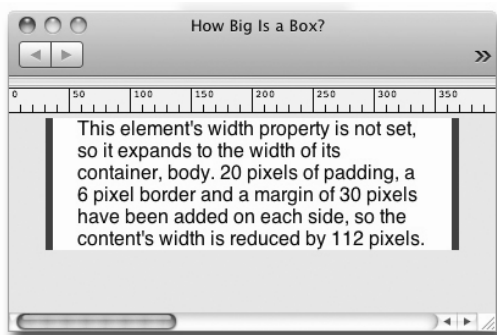 How Big Is a Box?
»
0 50 100 150 200 250 300 350
This element's width property is not set,
so it expands to the width of its
container, body. 20 pixels of padding, a
6 pixel border and a margin of 30 pixels
have been added on each side, so the
content's width is reduced by 112 pixels.